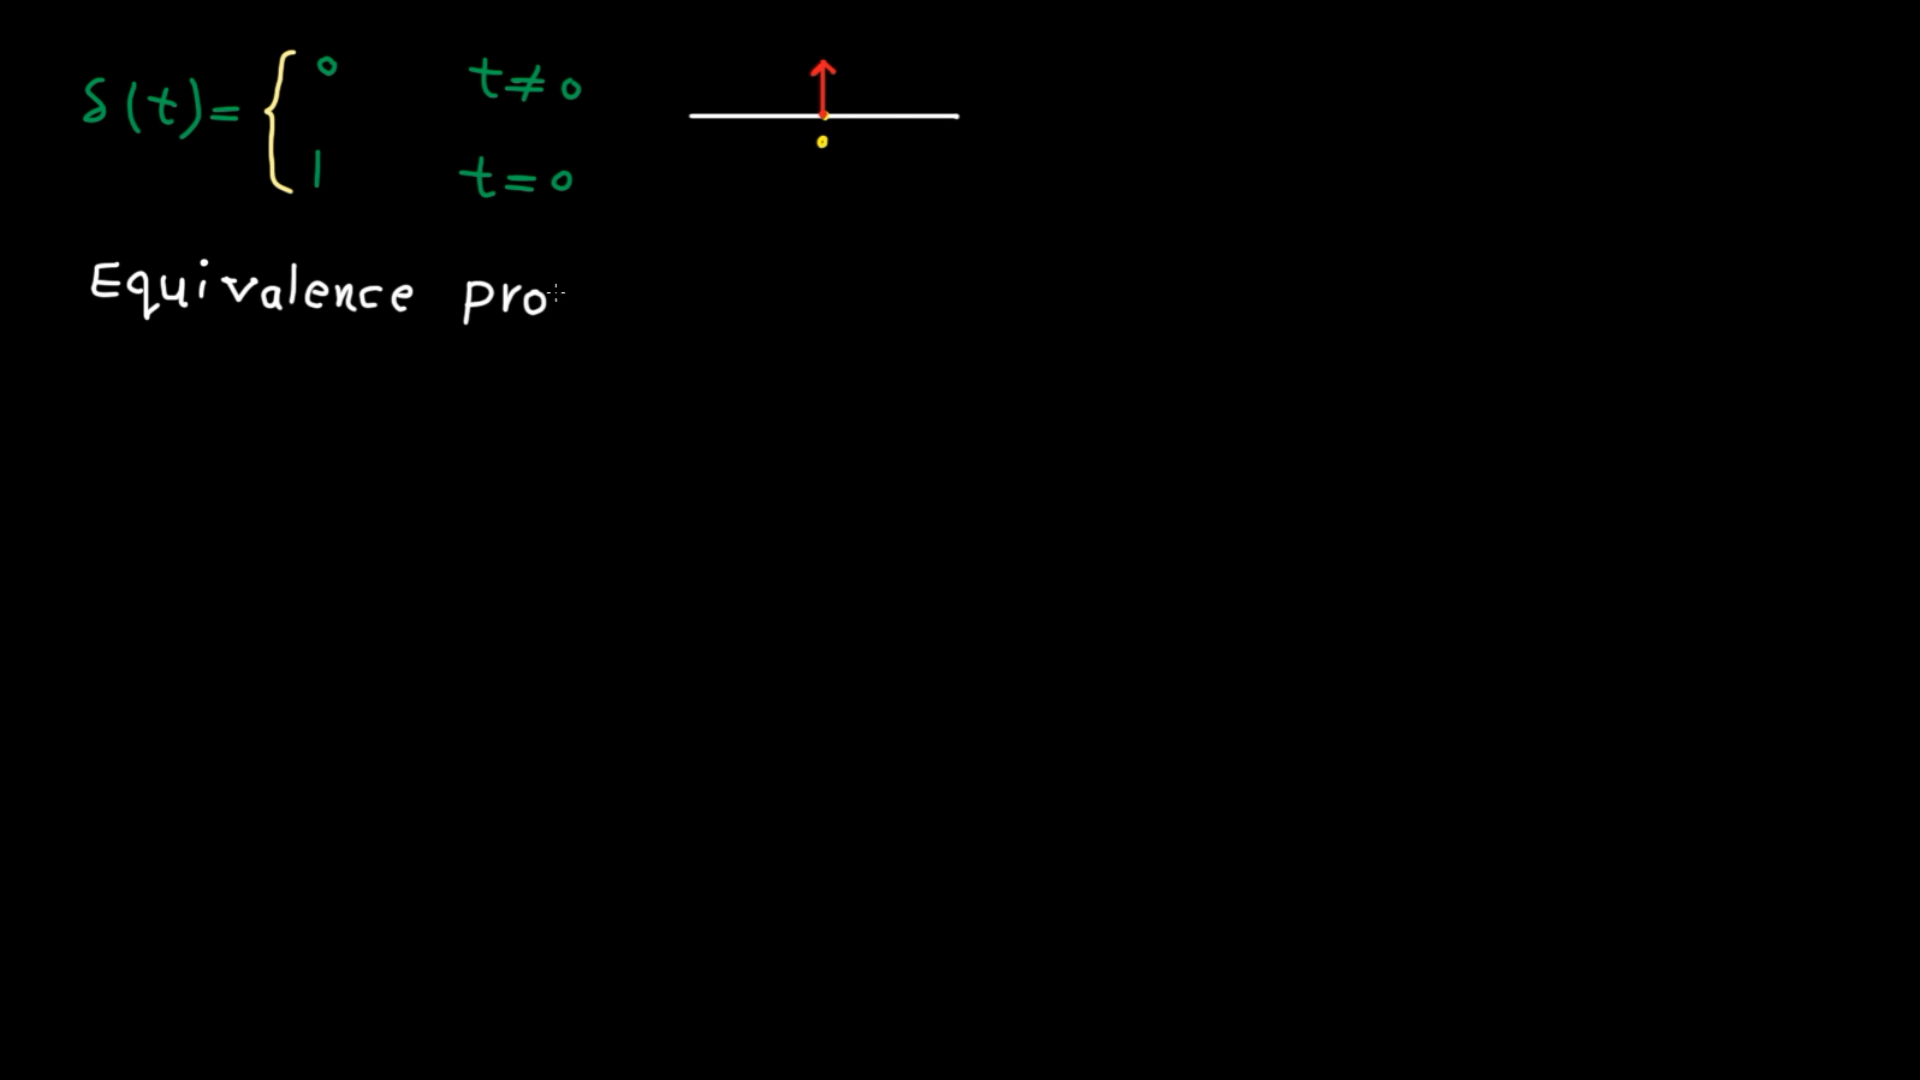 δ(t)= { 0 t≠0
1 t=0
0
Equivalence pro